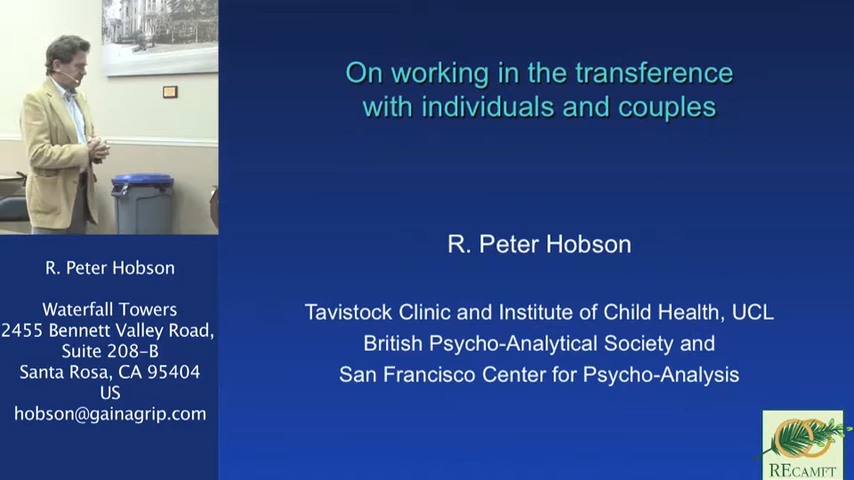 On working in the transference
with individuals and couples
R. Peter Hobson
Tavistock Clinic and Institute of Child Health, UCL
British Psycho-Analytical Society and
San Francisco Center for Psycho-Analysis
R. Peter Hobson
Waterfall Towers
2455 Bennett Valley Road,
Suite 208-B
Santa Rosa, CA 95404
US
hobson@gainagrip.com
RECAMFT